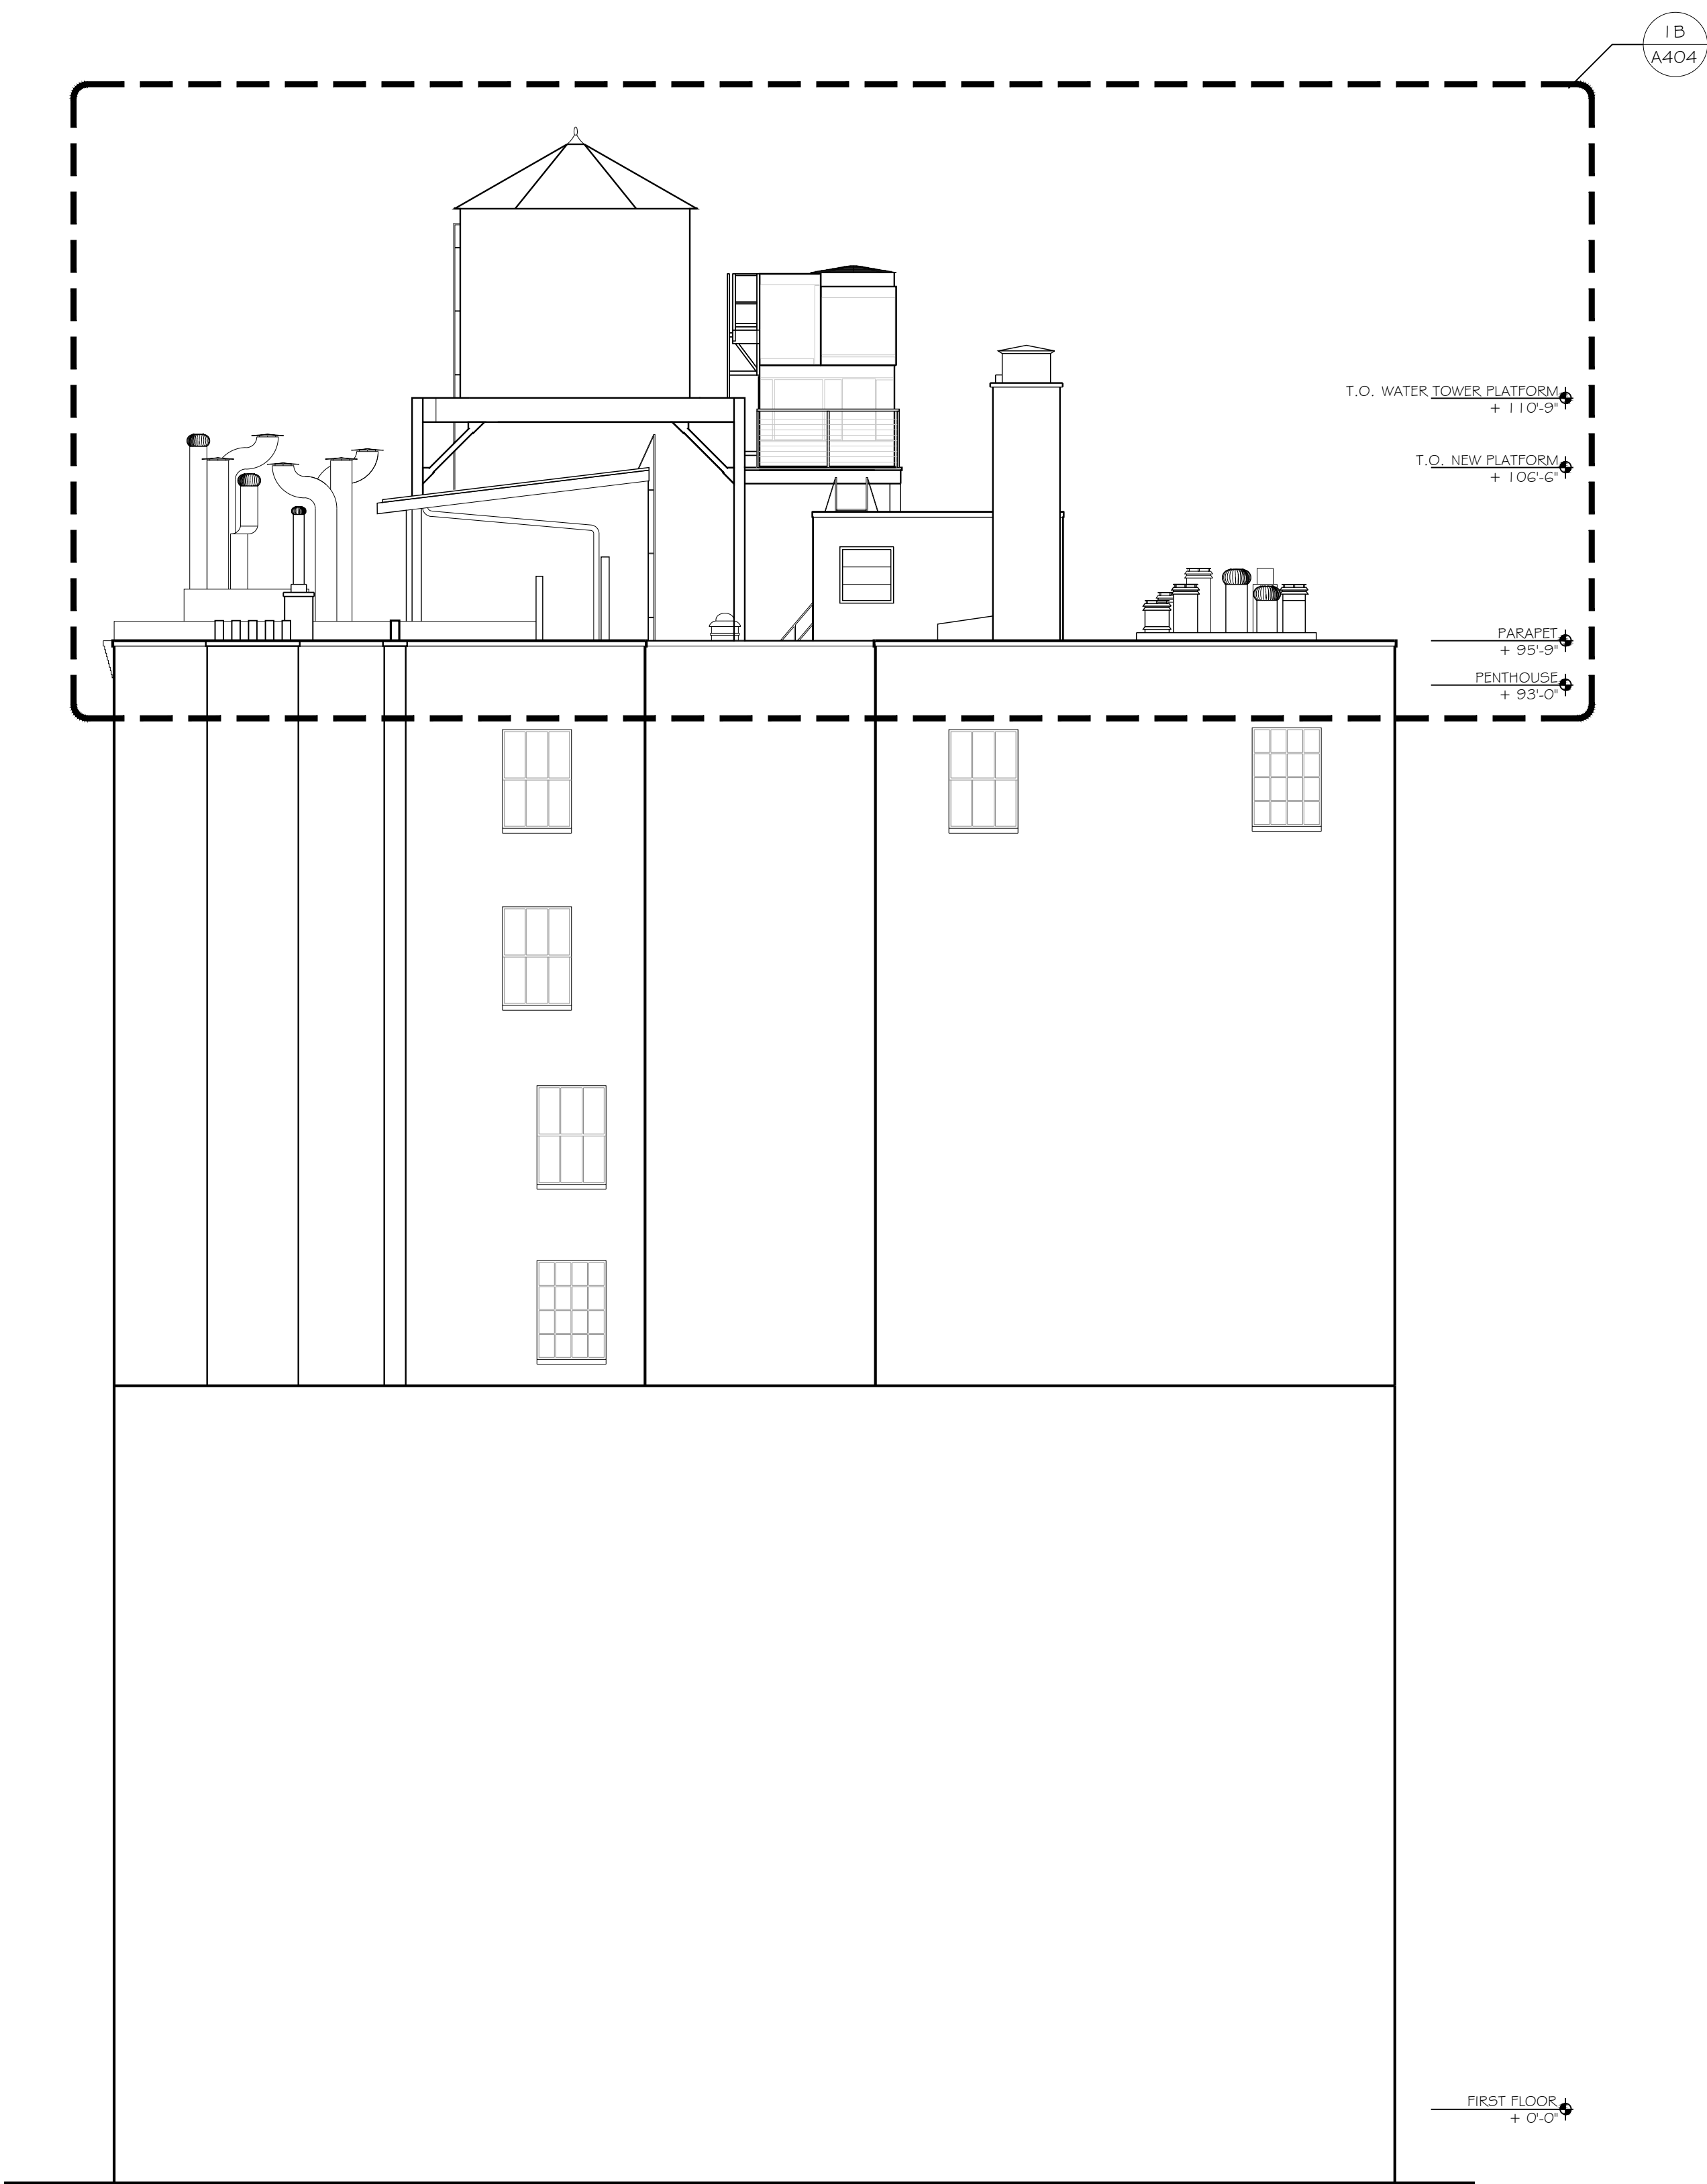 1B
A404
T.O. WATER TOWER PLATFORM
+ 110'-9"
T.O. NEW PLATFORM
+ 106'-6"
PARAPET
+ 95'-9"
PENTHOUSE
+ 93'-0"
FIRST FLOOR
+ 0'-0"